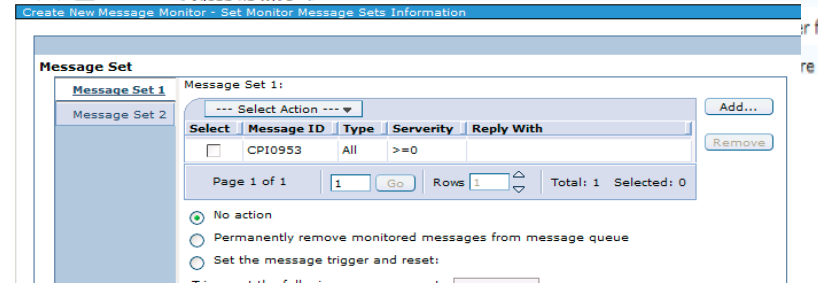 Create New Message Monitor - Set Monitor Message Sets Information
Message Set
Message Set 1
Message Set 2
Message Set 1:
--- Select Action ---
Add...
Select Message ID Type Serverity Reply With
CPI0953 All >=0
Remove
Page 1 of 1 1 Go Rows 1 Total: 1 Selected: 0
No action
Permanently remove monitored messages from message queue
Set the message trigger and reset:
re